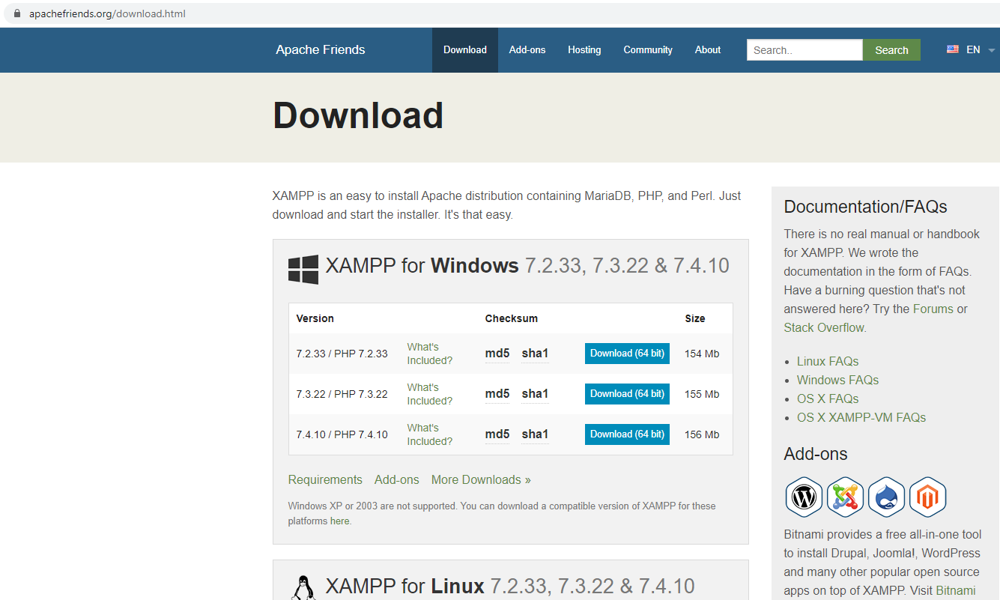 apachefriends.org/download.html
Apache Friends
Download
Add-ons
Hosting
Community
About
Search..
Search
EN
Download
XAMPP is an easy to install Apache distribution containing MariaDB, PHP, and Perl. Just
download and start the installer. It's that easy.
XAMPP for Windows 7.2.33, 7.3.22 & 7.4.10
Version Checksum Size
7.2.33 / PHP 7.2.33 What's
Included? md5 sha1 Download (64 bit) 154 Mb
7.3.22 / PHP 7.3.22 What's
Included? md5 sha1 Download (64 bit) 155 Mb
7.4.10 / PHP 7.4.10 What's
Included? md5 sha1 Download (64 bit) 156 Mb
Requirements Add-ons More Downloads »
Windows XP or 2003 are not supported. You can download a compatible version of XAMPP for these
platforms here.
XAMPP for Linux 7.2.33, 7.3.22 & 7.4.10
Documentation/FAQs
There is no real manual or handbook
for XAMPP. We wrote the
documentation in the form of FAQs.
Have a burning question that's not
answered here? Try the Forums or
Stack Overflow.
Linux FAQs
Windows FAQs
OS X FAQs
OS X XAMPP-VM FAQs
Add-ons
Bitnami provides a free all-in-one tool
to install Drupal, Joomla!, WordPress
and many other popular open source
apps on top of XAMPP. Visit Bitnami